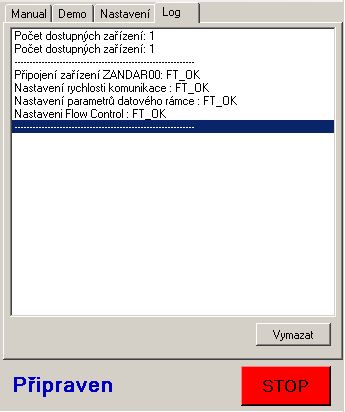 Manual Demo Nastavení Log
Počet dostupných zařízení: 1
Počet dostupných zařízení: 1
------------------------------------------------------------
Připojení zařízení ZANDAR00: FT_OK
Nastavení rychlosti komunikace : FT_OK
Nastavení parametrů datového rámce : FT_OK
Nastaveni Flow Control : FT_OK
------------------------------------------------------------
Vymazat
Připraven STOP